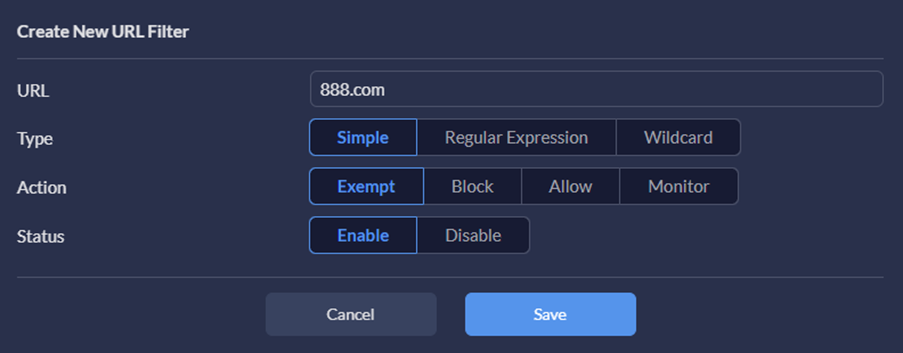 Create New URL Filter
URL 888.com
Type Simple Regular Expression Wildcard
Action Exempt Block Allow Monitor
Status Enable Disable
Cancel Save